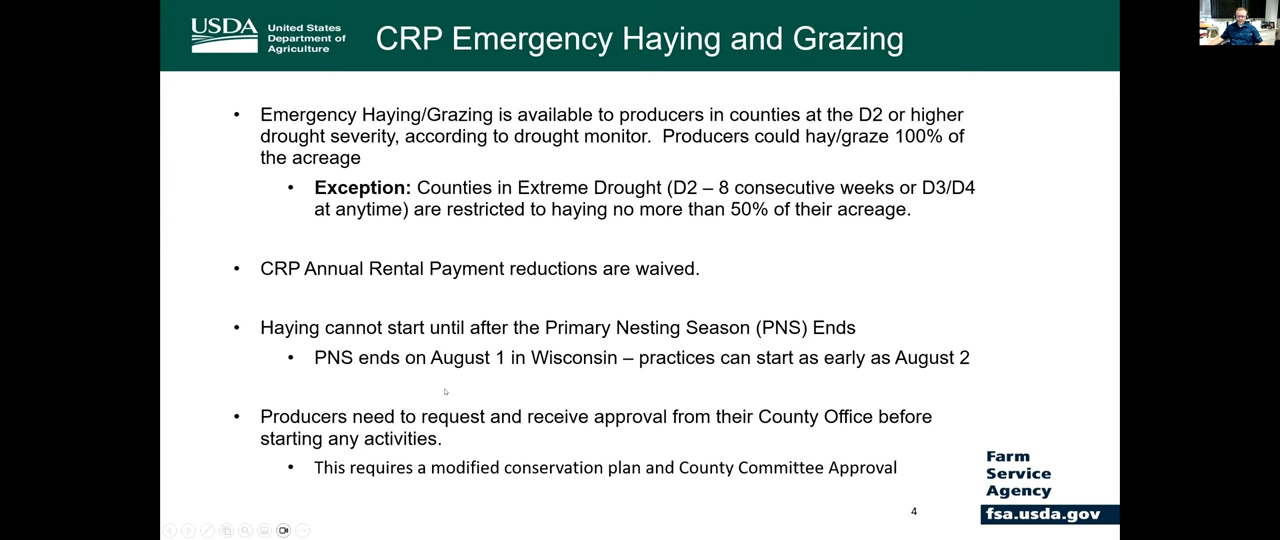 USDA
United States
Department of
Agriculture
CRP Emergency Haying and Grazing
• Emergency Haying/Grazing is available to producers in counties at the D2 or higher
drought severity, according to drought monitor.  Producers could hay/graze 100% of
the acreage
• Exception: Counties in Extreme Drought (D2 – 8 consecutive weeks or D3/D4
at anytime) are restricted to haying no more than 50% of their acreage.
• CRP Annual Rental Payment reductions are waived.
• Haying cannot start until after the Primary Nesting Season (PNS) Ends
• PNS ends on August 1 in Wisconsin – practices can start as early as August 2
• Producers need to request and receive approval from their County Office before
starting any activities.
• This requires a modified conservation plan and County Committee Approval
Farm
Service
Agency
fsa.usda.gov
4